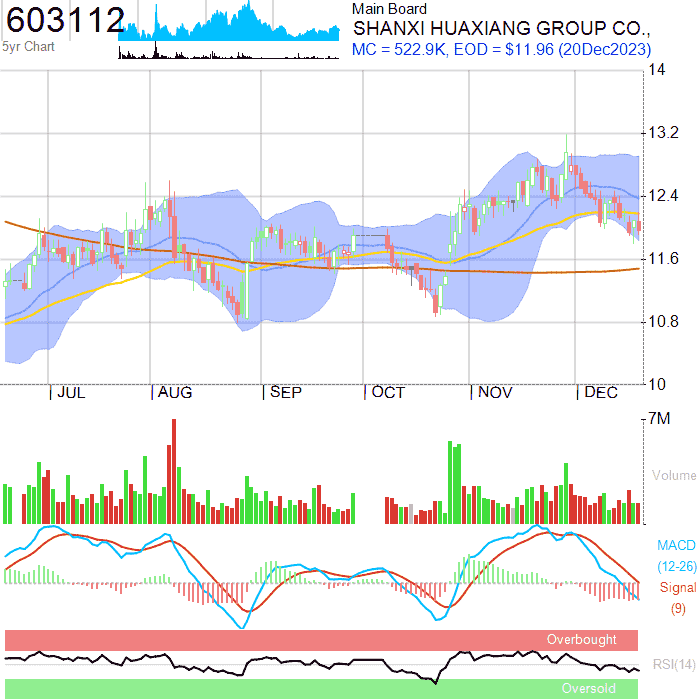 603112
5yr Chart
Main Board
SHANXI HUAXIANG GROUP CO.,
MC = 522.9K, EOD = $11.96 (20Dec2023)
14
13.2
12.4
11.6
10.8
10
JUL
AUG
SEP
OCT
NOV
DEC
7M
Volume
MACD
(12-26)
Signal
(9)
Overbought
RSI(14)
Oversold